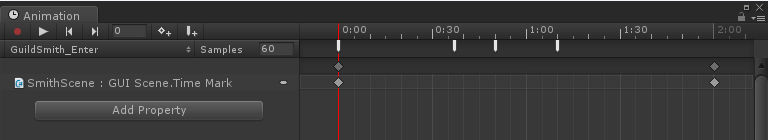 Animation
0 0:00 0:30 1:00 1:30 2:00
GuildSmith_Enter Samples 60
SmithScene : GUI Scene.Time Mark
Add Property